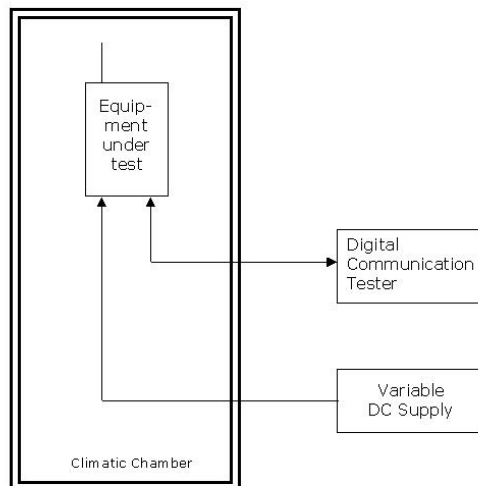 Equip-
ment
under
test
Digital
Communication
Tester
Variable
DC Supply
Climatic Chamber